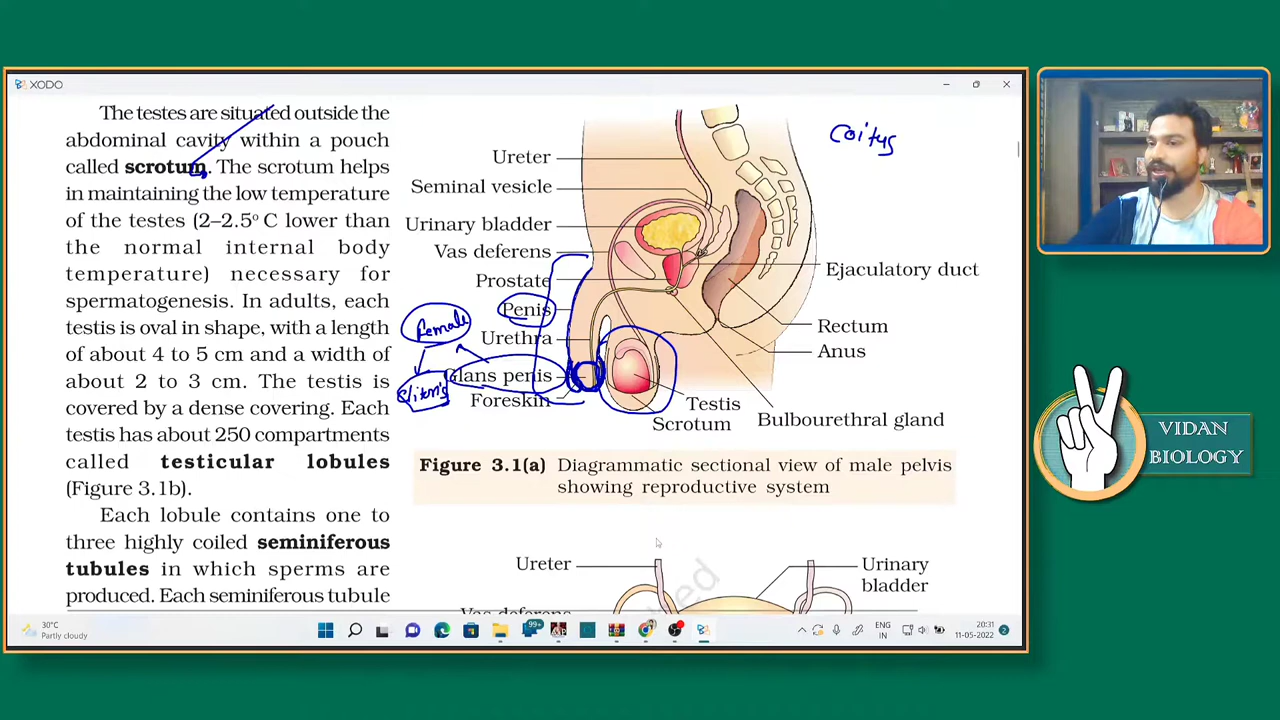 XODO
The testes are situated outside the
abdominal cavity within a pouch
called scrotum. The scrotum helps
in maintaining the low temperature
of the testes (2–2.5° C lower than
the normal internal body
temperature) necessary for
spermatogenesis. In adults, each
testis is oval in shape, with a length
of about 4 to 5 cm and a width of
about 2 to 3 cm. The testis is
covered by a dense covering. Each
testis has about 250 compartments
called testicular lobules
(Figure 3.1b).
Each lobule contains one to
three highly coiled seminiferous
tubules in which sperms are
produced. Each seminiferous tubule
Coitus
Ureter
Seminal vesicle
Urinary bladder
Vas deferens
Prostate
Penis
Urethra
Glans penis
Foreskin
Female
Clitoris
Ejaculatory duct
Rectum
Anus
Bulbourethral gland
Testis
Scrotum
Figure 3.1(a) Diagrammatic sectional view of male pelvis
showing reproductive system
Ureter
Urinary
bladder
Vas deferens
VIDAN
BIOLOGY
30°C
Partly cloudy
99+
ENG
IN
20:31
11-05-2022
2